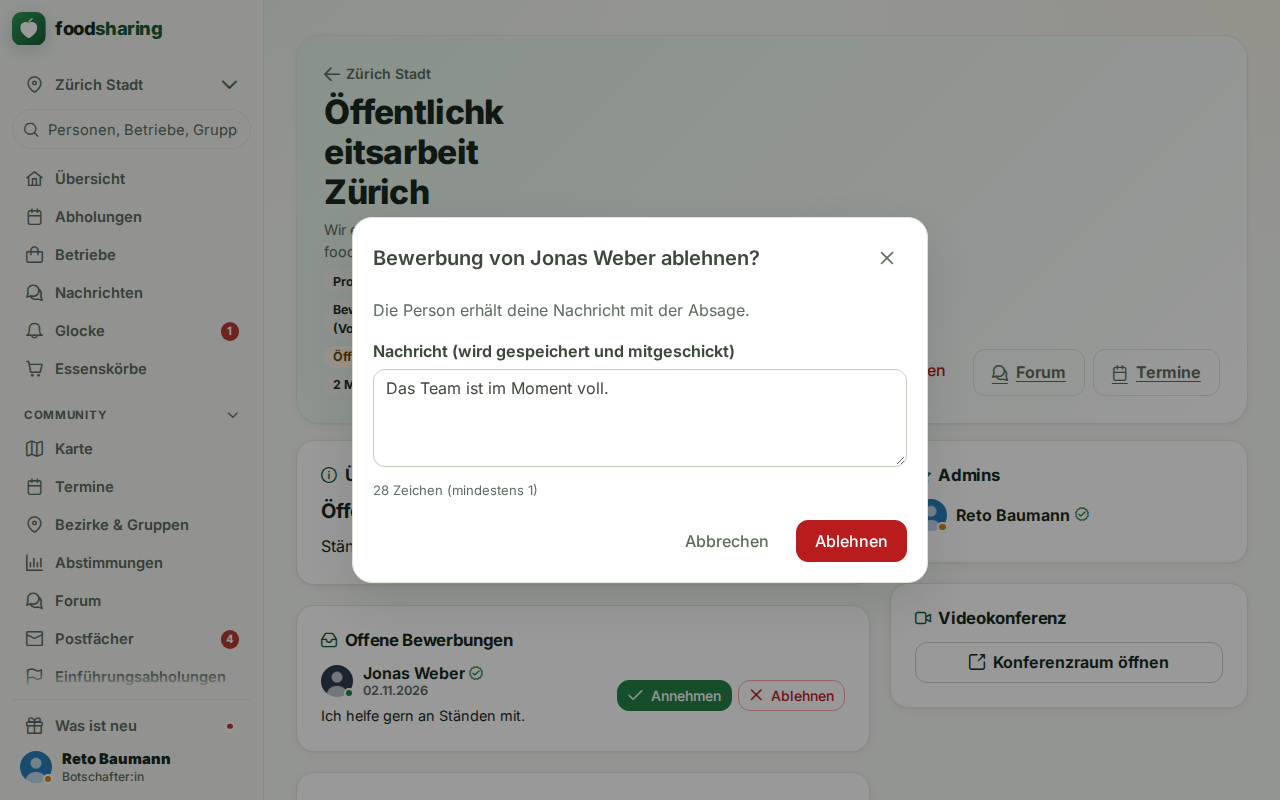 foodsharing
Zürich Stadt
Personen, Betriebe, Grupp
Übersicht
Abholungen
Betriebe
Nachrichten
Glocke 1
Essenskörbe
COMMUNITY
Karte
Termine
Bezirke & Gruppen
Abstimmungen
Forum
Postfächer 4
Einführungsabholungen
Was ist neu
Reto Baumann
Botschafter:in
Zürich Stadt
Öffentlichk
eitsarbeit
Zürich
Wir
Forum
Termine
Bewerbung von Jonas Weber ablehnen?
Die Person erhält deine Nachricht mit der Absage.
Nachricht (wird gespeichert und mitgeschickt)
Das Team ist im Moment voll.
28 Zeichen (mindestens 1)
Abbrechen
Ablehnen
Offene Bewerbungen
Jonas Weber
02.11.2026
Ich helfe gern an Ständen mit.
Annehmen
Ablehnen
Admins
Reto Baumann
Videokonferenz
Konferenzraum öffnen